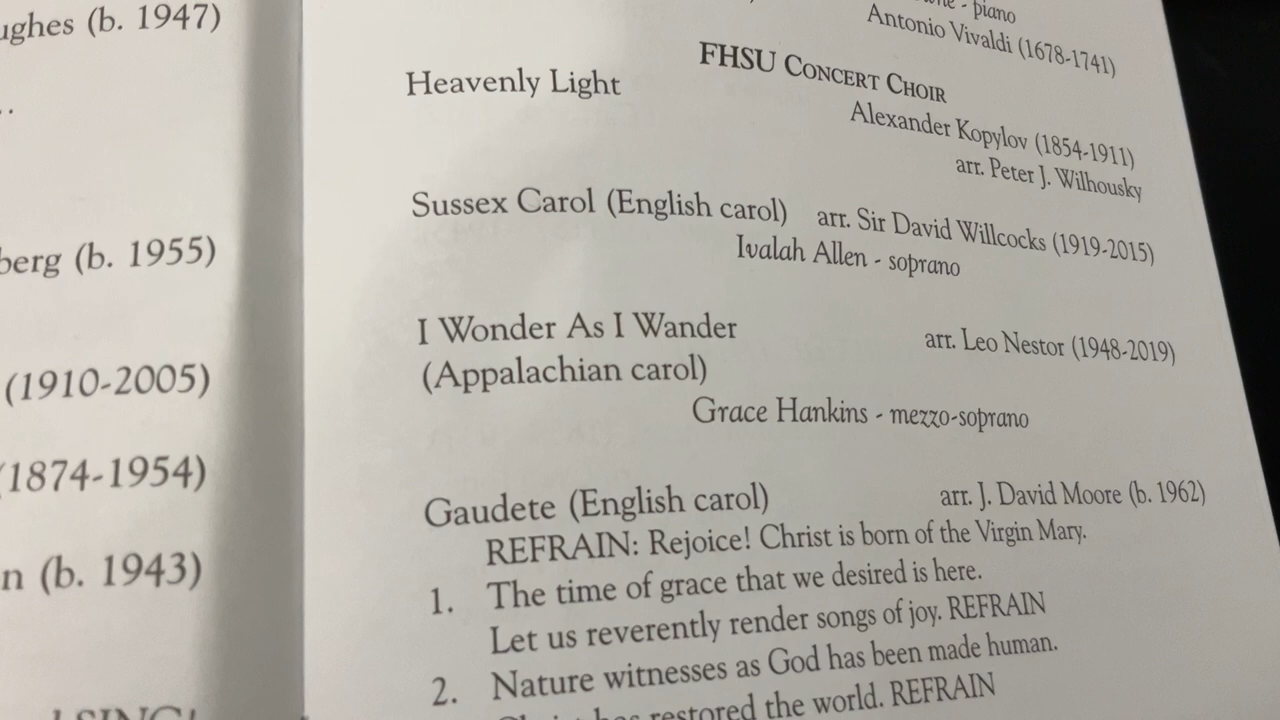 (b. 1947)
..
(b. 1955)
(1910-2005)
(1874-1954)
(b. 1943)
SING!
piano
Antonio Vivaldi (1678-1741)
FHSU CONCERT CHOIR
Heavenly Light
Alexander Kopylov (1854-1911)
arr. Peter J. Wilhousky
Sussex Carol (English carol) arr. Sir David Willcocks (1919-2015)
Ivalah Allen - soprano
I Wonder As I Wander arr. Leo Nestor (1948-2019)
(Appalachian carol)
Grace Hankins - mezzo-soprano
Gaudete (English carol) arr. J. David Moore (b. 1962)
REFRAIN: Rejoice! Christ is born of the Virgin Mary.
1. The time of grace that we desired is here.
Let us reverently render songs of joy. REFRAIN
2. Nature witnesses as God has been made human.
Christ has restored the world. REFRAIN